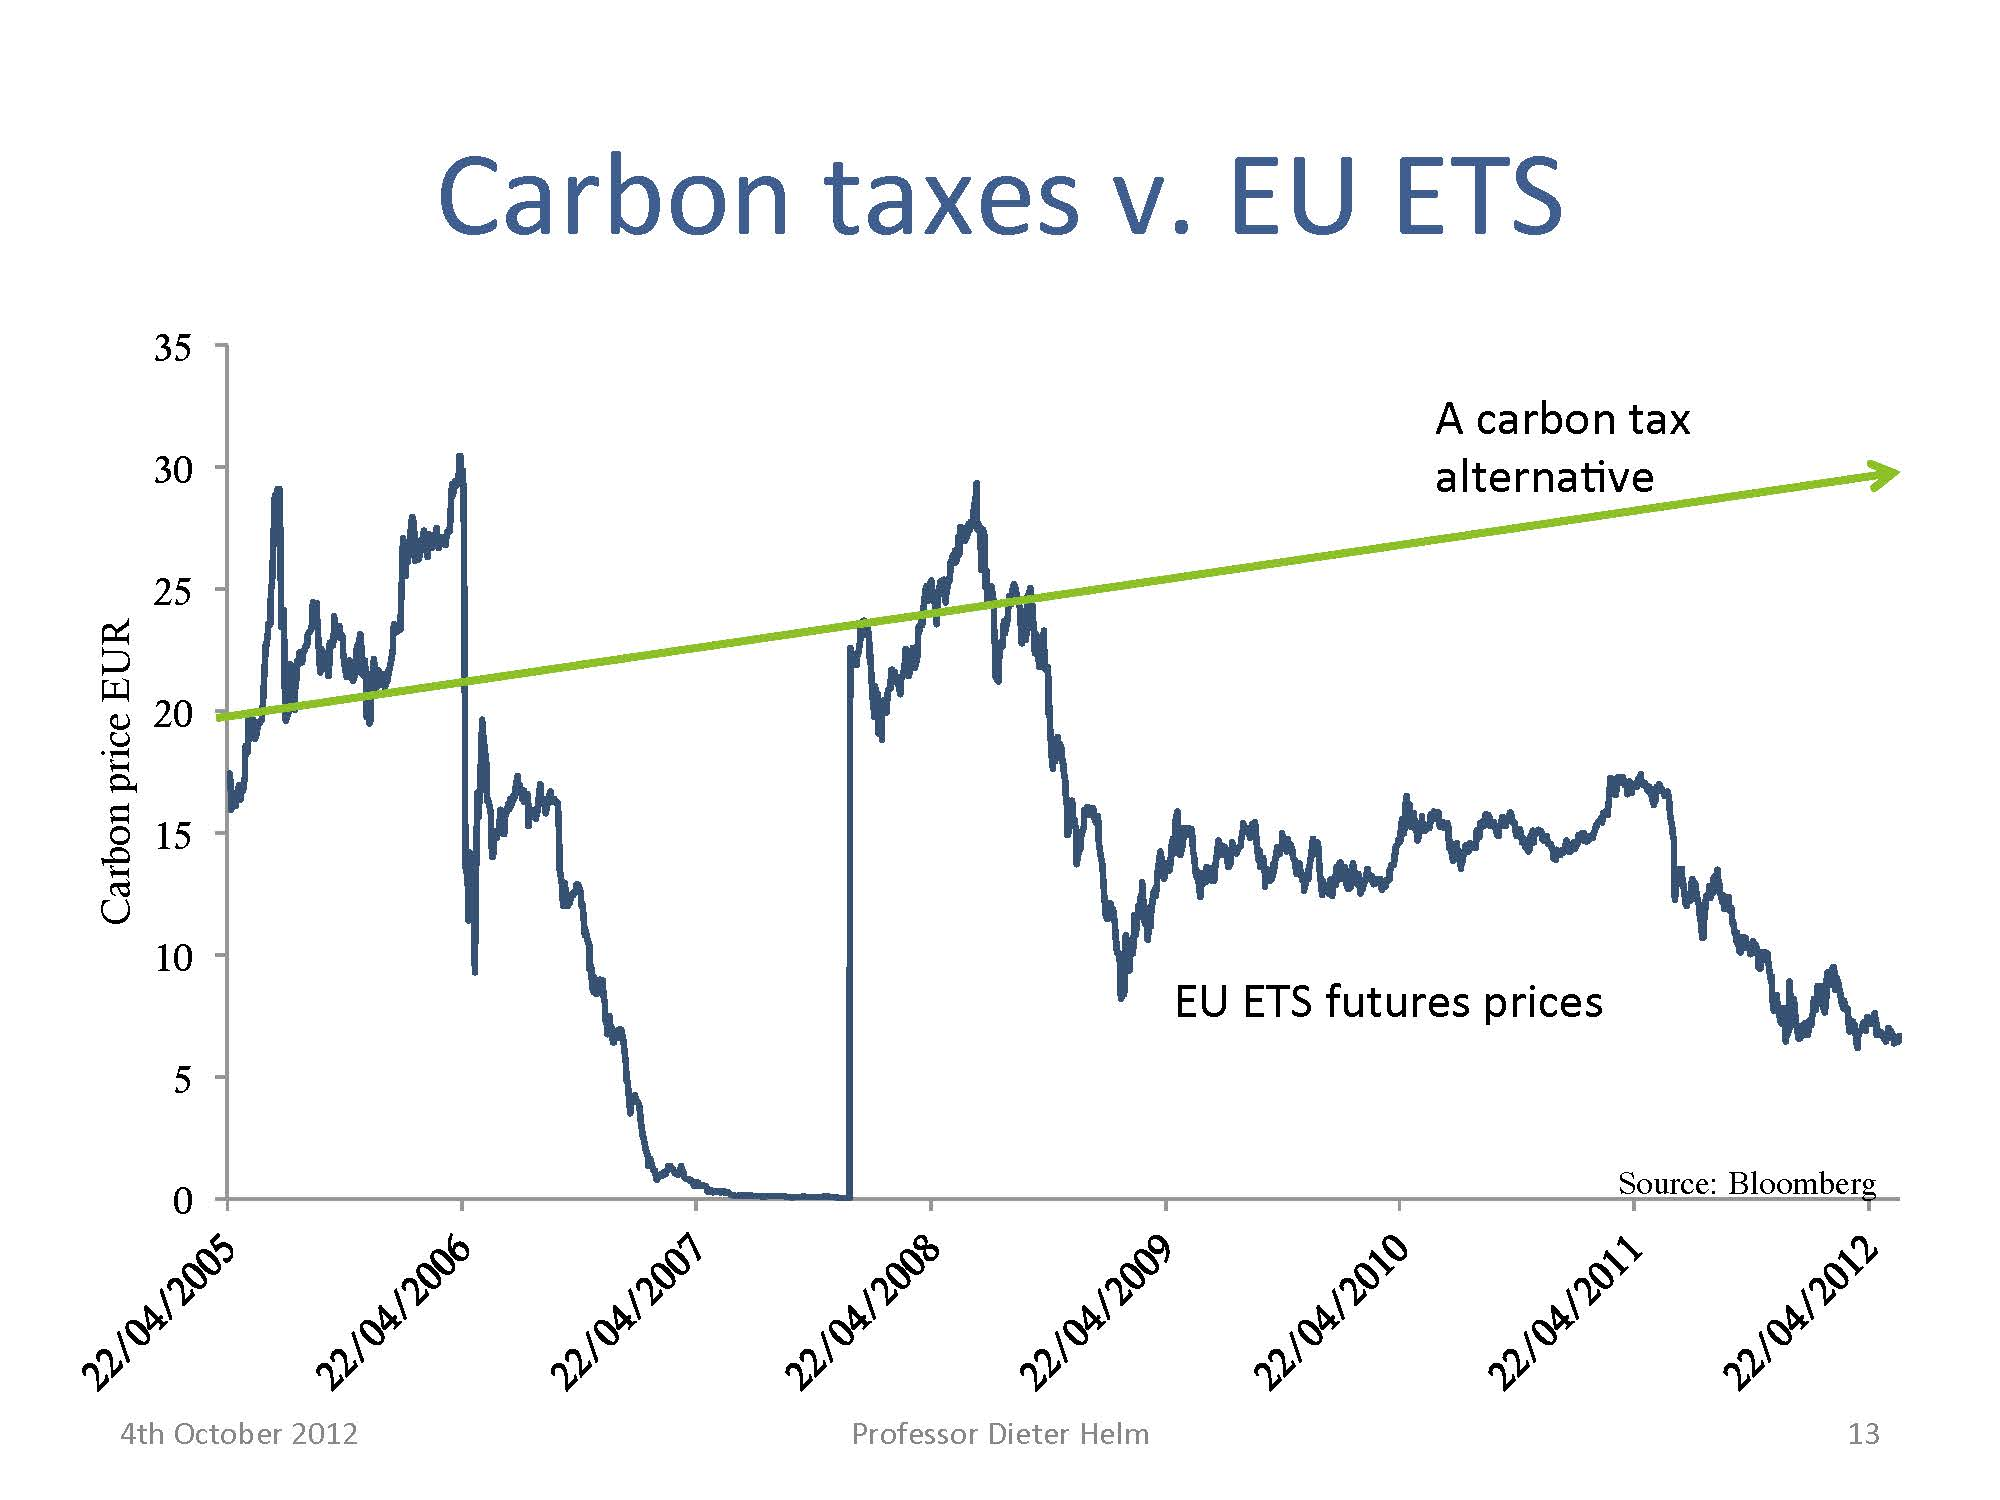 Carbon taxes v. EU ETS
35
30
25
20
15
10
5
0
Carbon price EUR
A carbon tax
alternative
EU ETS futures prices
Source: Bloomberg
22/04/2005
22/04/2006
22/04/2007
22/04/2008
22/04/2009
22/04/2010
22/04/2011
22/04/2012
4th October 2012
Professor Dieter Helm
13